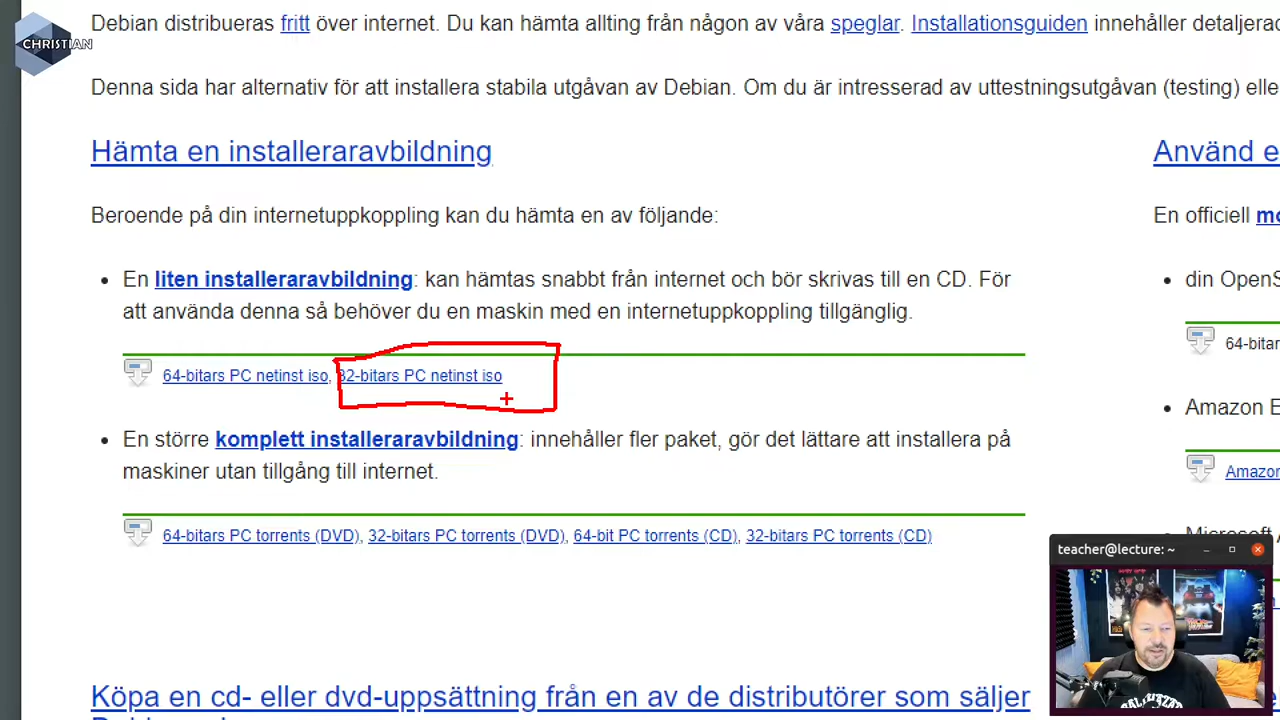 CHRISTIAN
Debian distribueras fritt över internet. Du kan hämta allting från någon av våra speglar. Installationsguiden innehåller detaljerad
Denna sida har alternativ för att installera stabila utgåvan av Debian. Om du är intresserad av uttestningsutgåvan (testing) elle
Hämta en installeraravbildning
Beroende på din internetuppkoppling kan du hämta en av följande:
En liten installeraravbildning: kan hämtas snabbt från internet och bör skrivas till en CD. För
att använda denna så behöver du en maskin med en internetuppkoppling tillgänglig.
64-bitars PC netinst iso, 32-bitars PC netinst iso
En större komplett installeraravbildning: innehåller fler paket, gör det lättare att installera på
maskiner utan tillgång till internet.
64-bitars PC torrents (DVD), 32-bitars PC torrents (DVD), 64-bit PC torrents (CD), 32-bitars PC torrents (CD)
Köpa en cd- eller dvd-uppsättning från en av de distributörer som säljer
Använd e
En officiell mo
din OpenS
64-bitar
Amazon E
Amazon
Microsoft A
teacher@lecture: ~